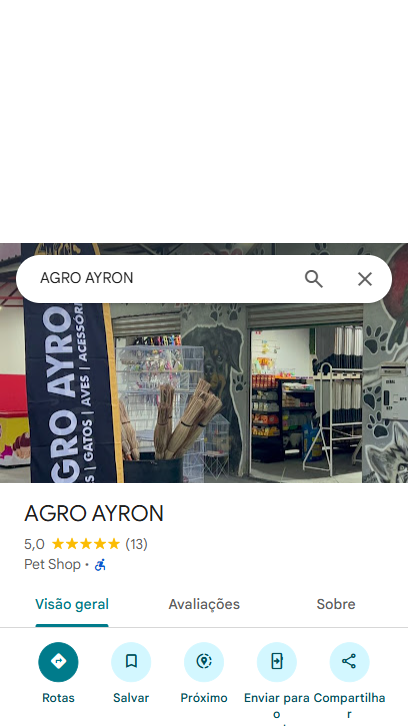 AGRO AYRON
GRO AYRO
S | GATOS | AVES | ACESSÓRI
AGRO AYRON
5,0 (13)
Pet Shop ·
Visão geral Avaliações Sobre
Rotas Salvar Próximo Enviar para o Compartilhar